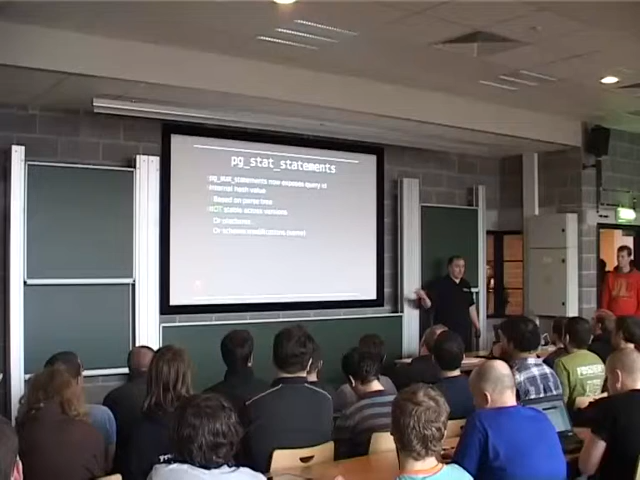 pg_stat_statements
pg_stat_statements now exposes query id
Internal hash value
Based on parse tree
NOT stable across versions
Or platforms
Or schema modifications (some)